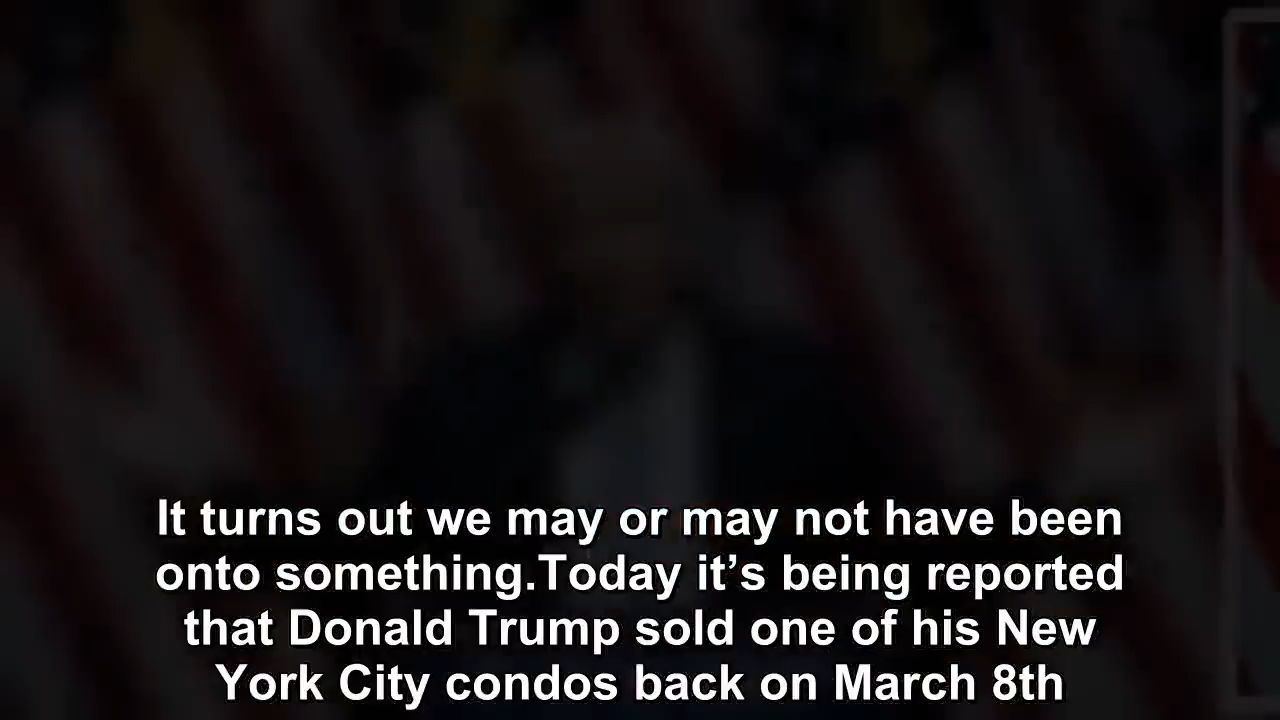 It turns out we may or may not have been
onto something.Today it’s being reported
that Donald Trump sold one of his New
York City condos back on March 8th